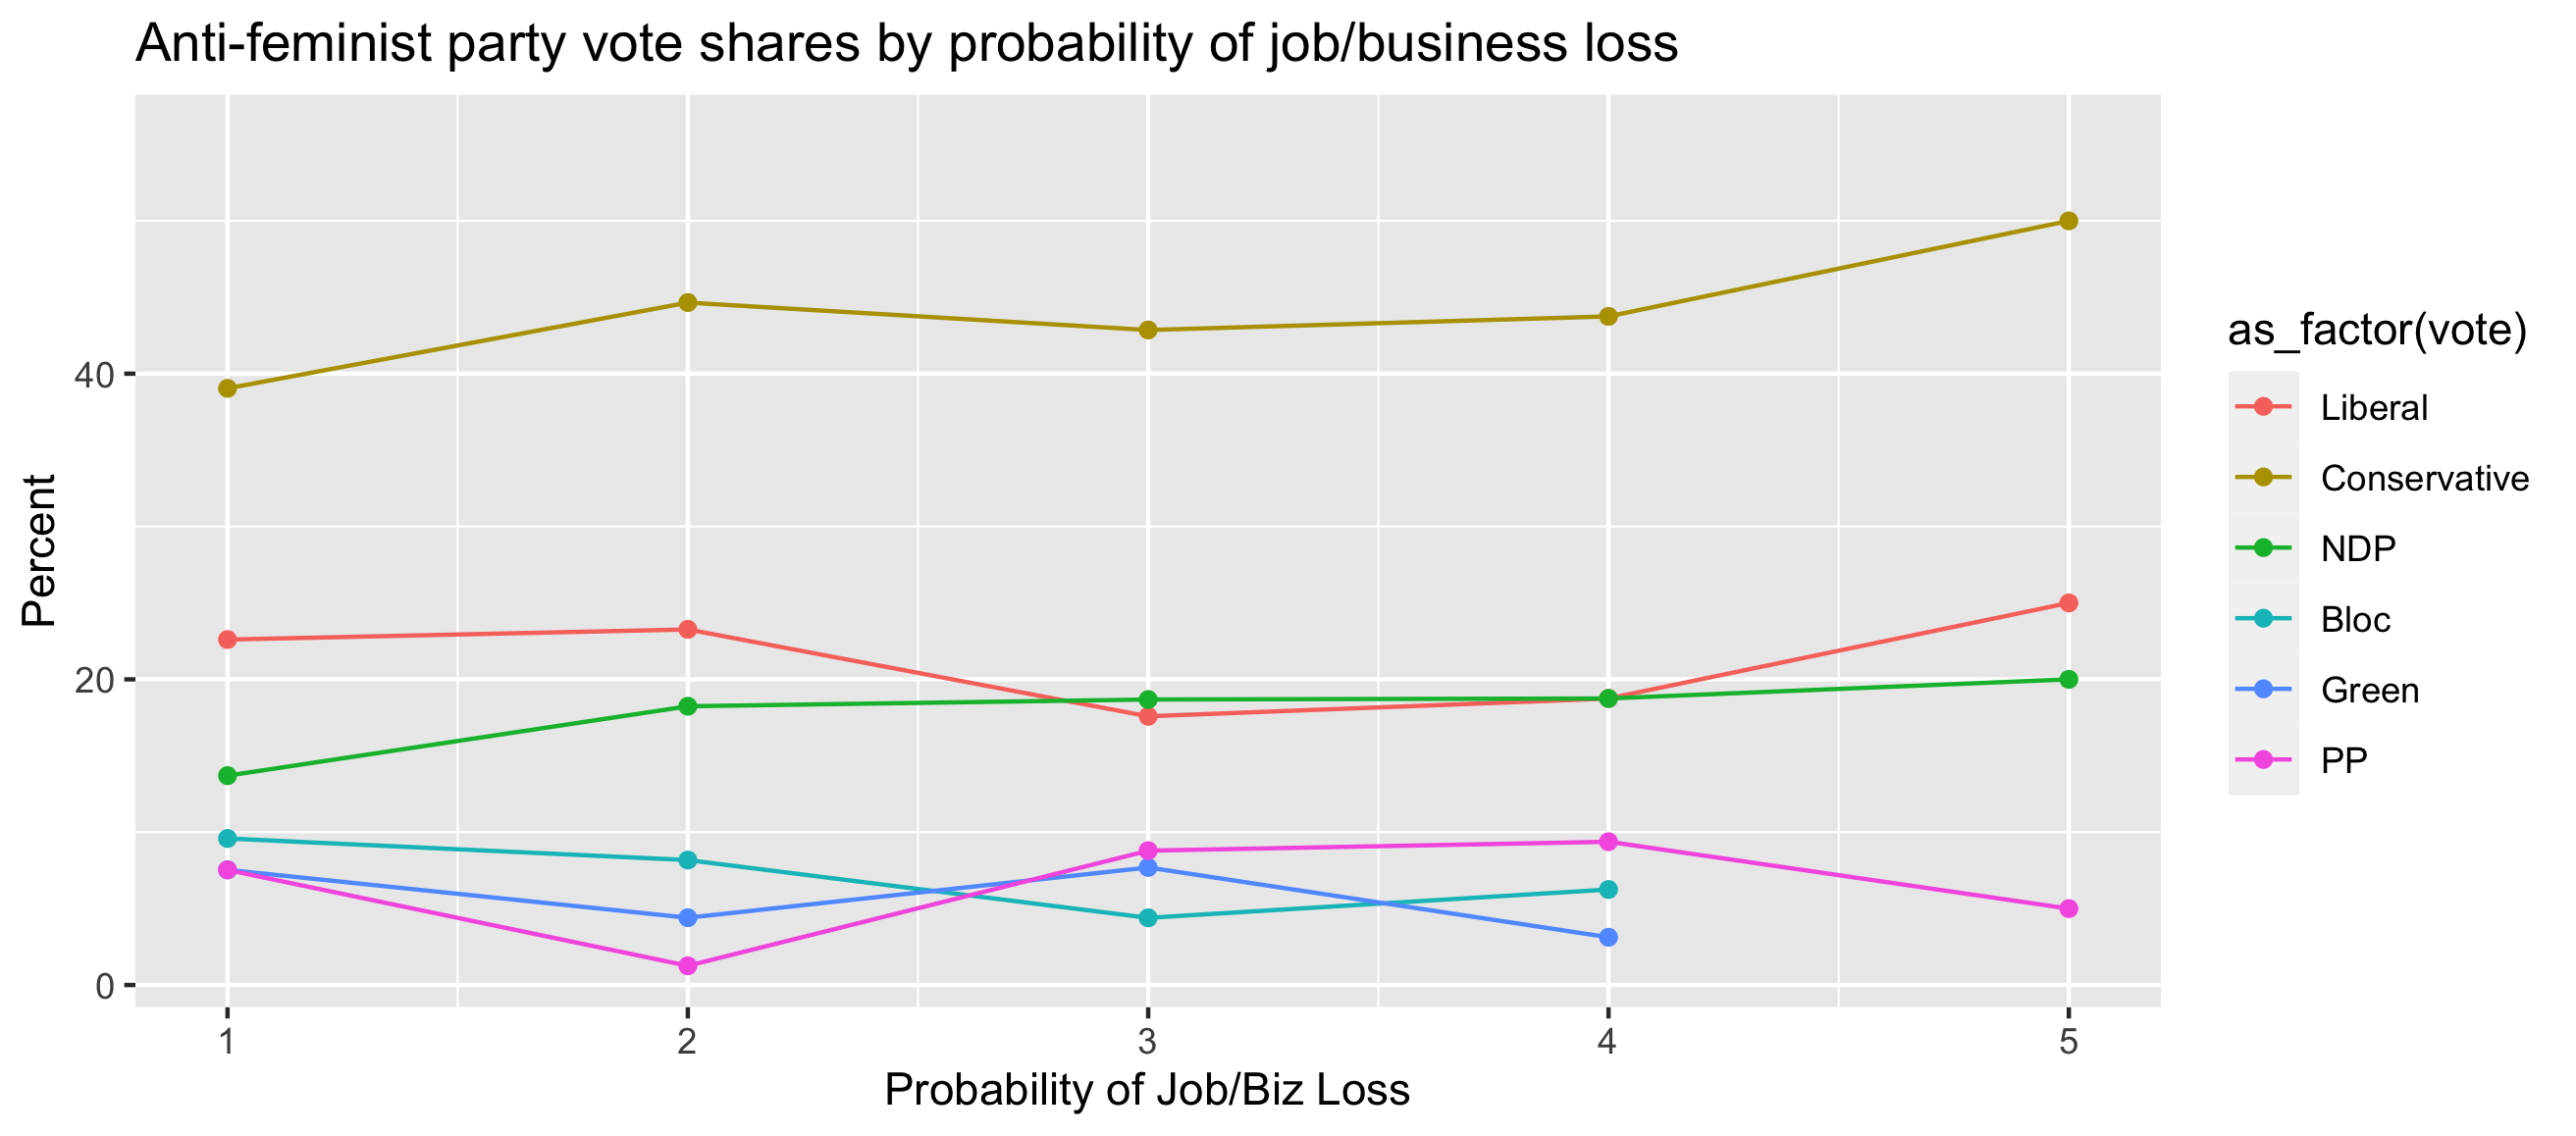 Anti-feminist party vote shares by probability of job/business loss
Percent
40
20
0
1 2 3 4 5
Probability of Job/Biz Loss
as_factor(vote)
Liberal
Conservative
NDP
Bloc
Green
PP